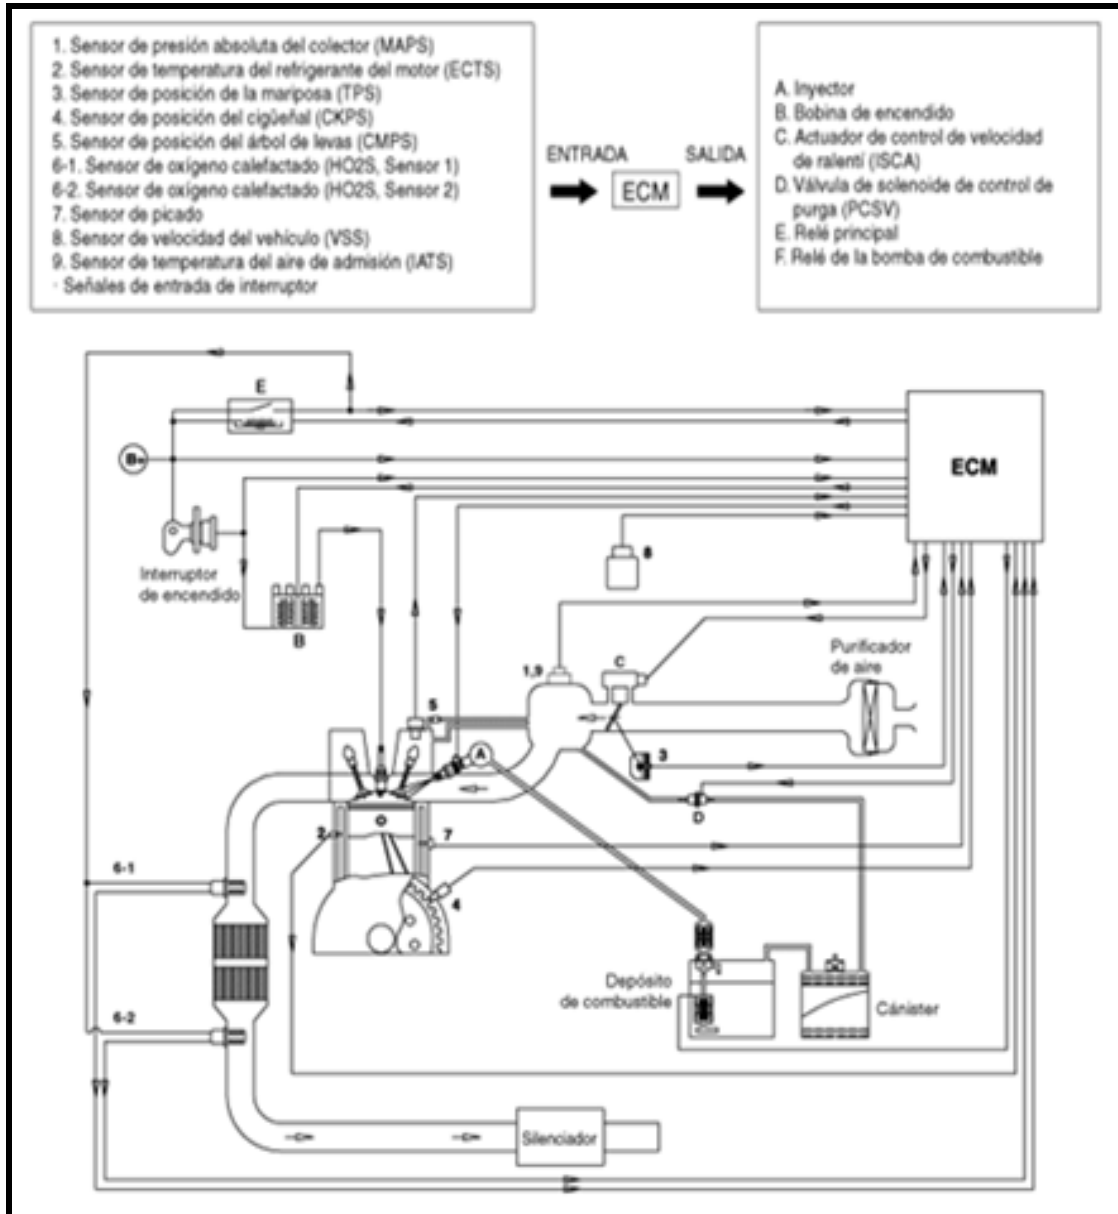 1. Sensor de presión absoluta del colector (MAPS)
2. Sensor de temperatura del refrigerante del motor (ECTS)
3. Sensor de posición de la mariposa (TPS)
4. Sensor de posición del cigüeñal (CKPS)
5. Sensor de posición del árbol de levas (CMPS)
6-1. Sensor de oxígeno calefactado (HO2S, Sensor 1)
6-2. Sensor de oxígeno calefactado (HO2S, Sensor 2)
7. Sensor de picado
8. Sensor de velocidad del vehículo (VSS)
9. Sensor de temperatura del aire de admisión (IATS)
· Señales de entrada de interruptor
ENTRADA
ECM
SALIDA
A. Inyector
B. Bobina de encendido
C. Actuador de control de velocidad
de ralentí (ISCA)
D. Válvula de solenoide de control de
purga (PCSV)
E. Relé principal
F. Relé de la bomba de combustible
E
B+
ECM
Interruptor
de encendido
B
8
1,9
C
Purificador
de aire
5
A
3
D
2
7
4
6-1
6-2
Depósito
de combustible
Cánister
Silenciador